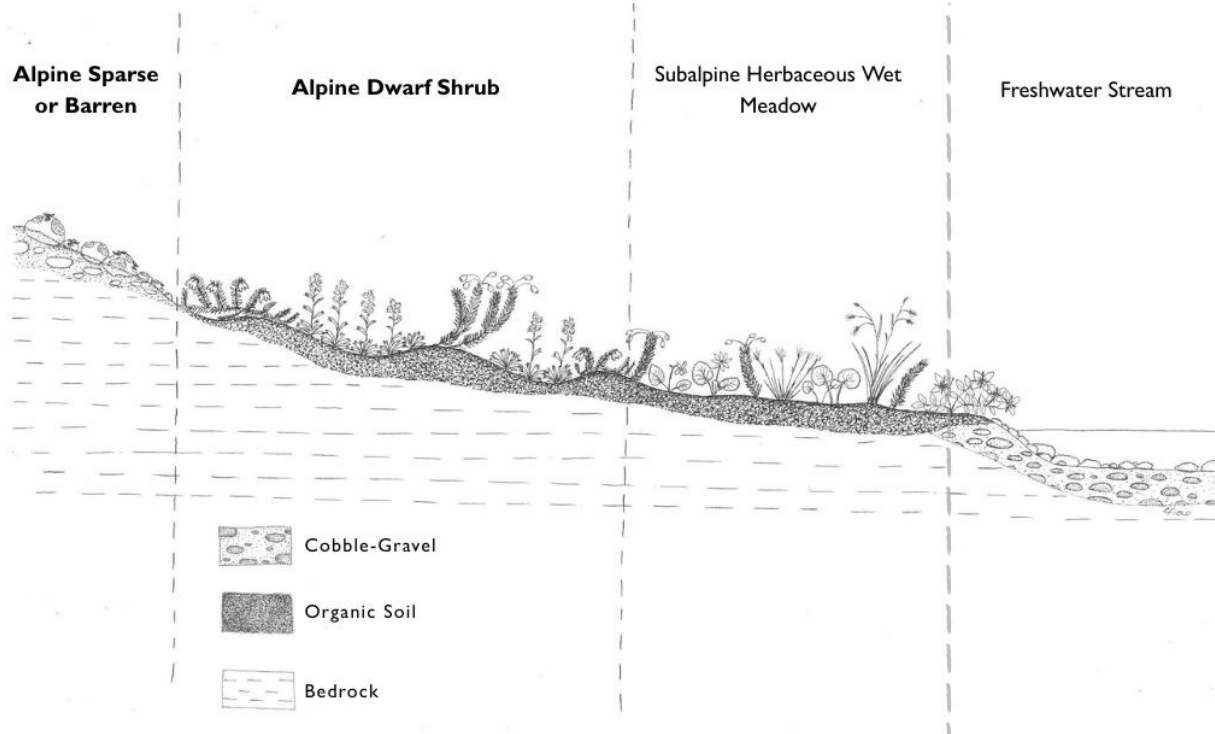 Alpine Sparse
or Barren
Alpine Dwarf Shrub
Subalpine Herbaceous Wet
Meadow
Freshwater Stream
Cobble-Gravel
Organic Soil
Bedrock